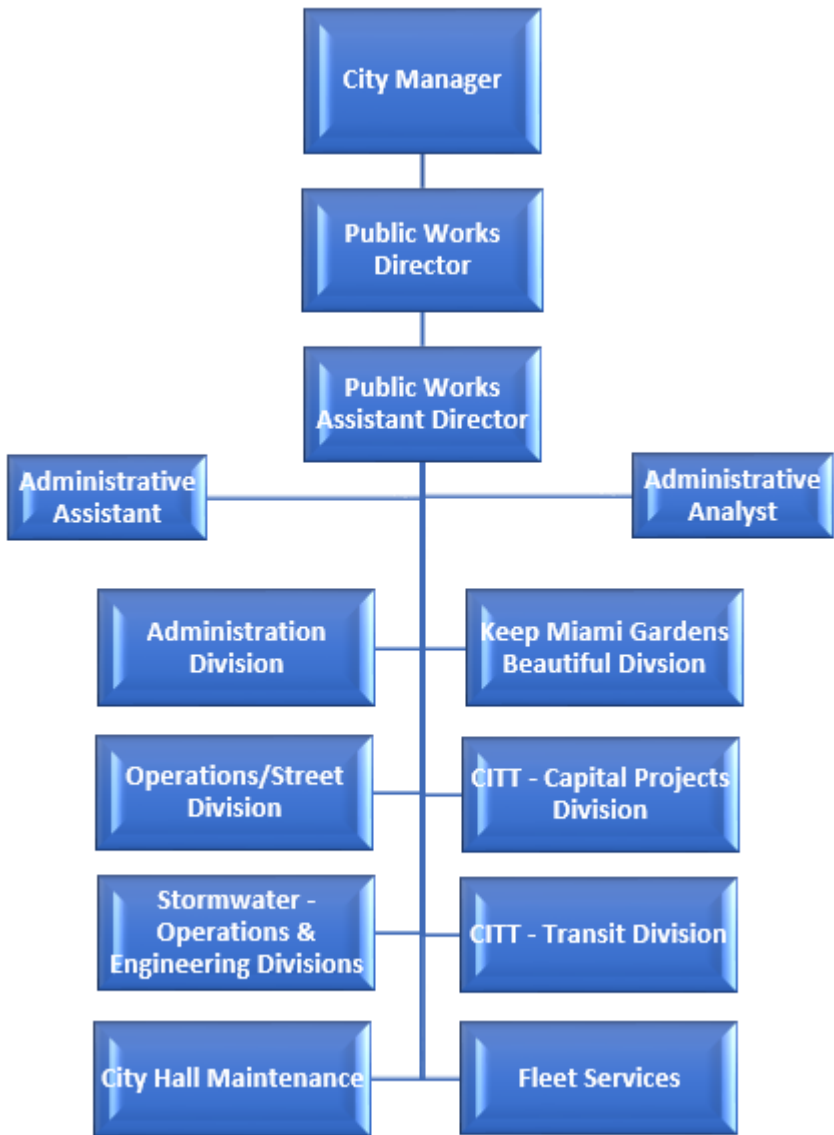 City Manager
Public Works
Director
Public Works
Assistant Director
Administrative
Assistant
Administrative
Analyst
Administration
Division
Keep Miami Gardens
Beautiful Divsion
Operations/Street
Division
CITT - Capital Projects
Division
Stormwater -
Operations &
Engineering Divisions
CITT - Transit Division
City Hall Maintenance
Fleet Services